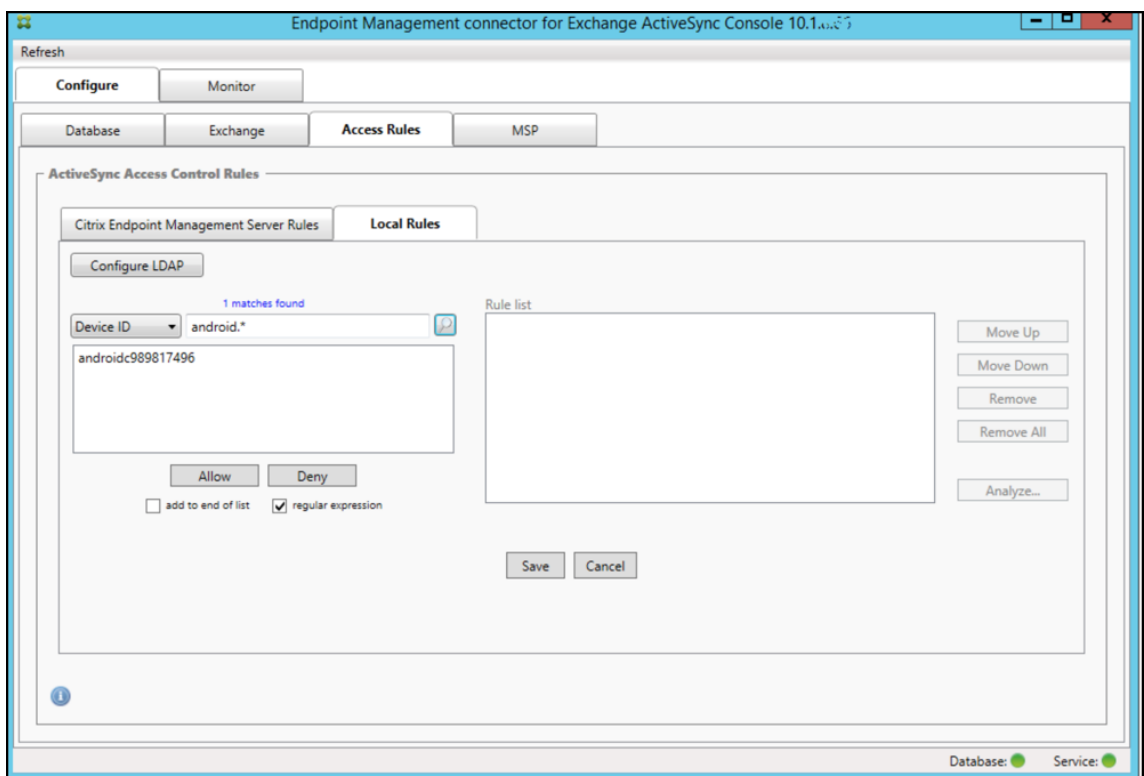 Endpoint Management connector for Exchange ActiveSync Console
Refresh
Configure Monitor
Database Exchange Access Rules MSP
ActiveSync Access Control Rules
Citrix Endpoint Management Server Rules Local Rules
Configure LDAP
1 matches found Rule list
Device ID android.*
androidc989817496
Move Up
Move Down
Remove
Remove All
Allow Deny
Analyze...
add to end of list regular expression
Save Cancel
Database: Service: